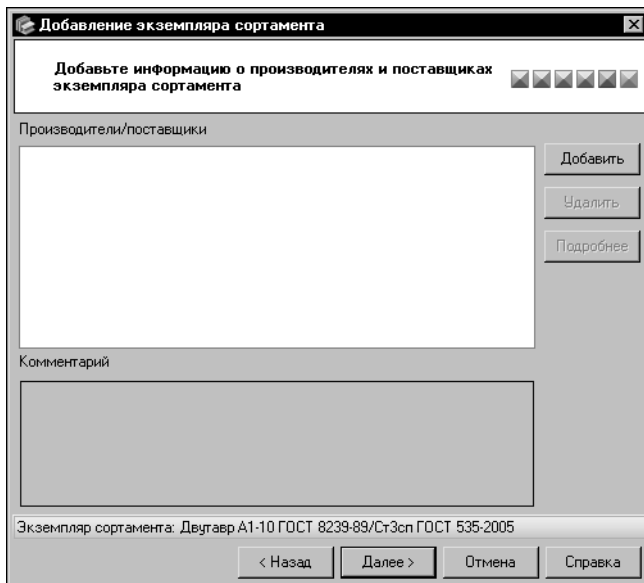 Добавление экземпляра сортамента
Добавьте информацию о производителях и поставщиках
экземпляра сортамента
Производители/поставщики
Добавить
Удалить
Подробнее
Комментарий
Экземпляр сортамента: Двутавр А1-10 ГОСТ 8239-89/Ст3сп ГОСТ 535-2005
< Назад
Далее >
Отмена
Справка